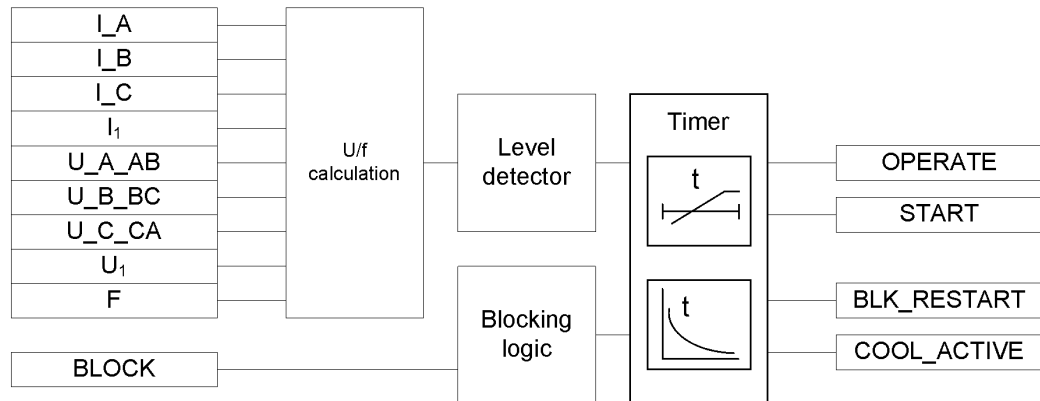 I_A
I_B
I_C
I₁
U_A_AB
U_B_BC
U_C_CA
U₁
F
BLOCK
U/f
calculation
Level
detector
Blocking
logic
Timer
t
t
OPERATE
START
BLK_RESTART
COOL_ACTIVE